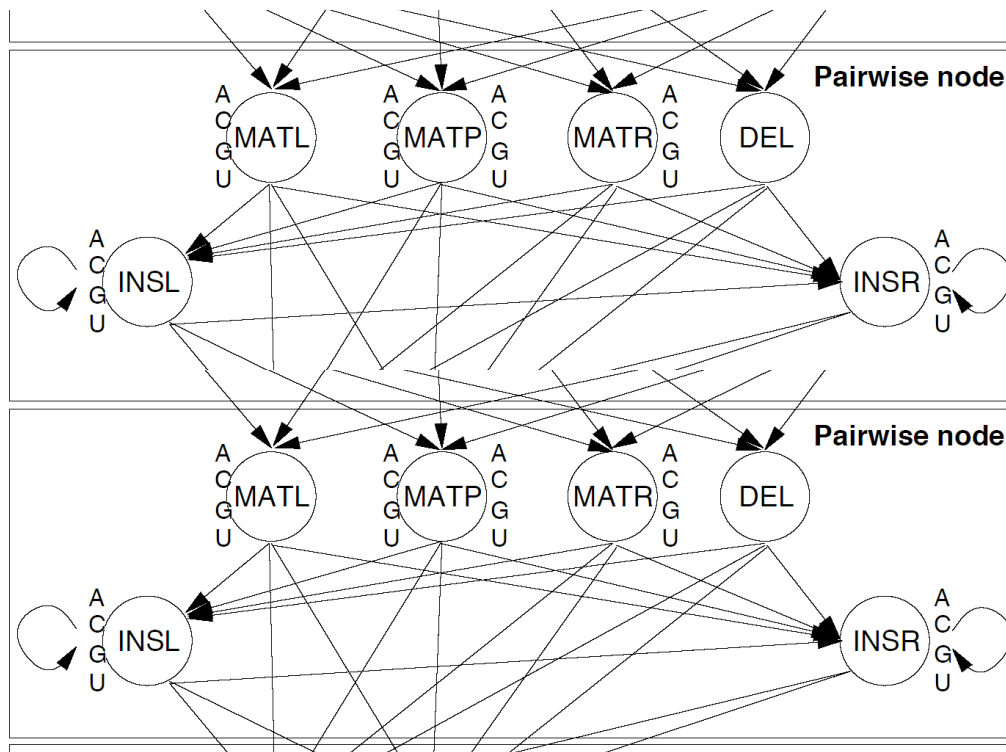 Pairwise node
A A A A
C C C C
G G G G
U U U U
MATL MATP MATR DEL
A A
C C
G G
U U
INSL INSR
Pairwise node
A A A A
C C C C
G G G G
U U U U
MATL MATP MATR DEL
A A
C C
G G
U U
INSL INSR